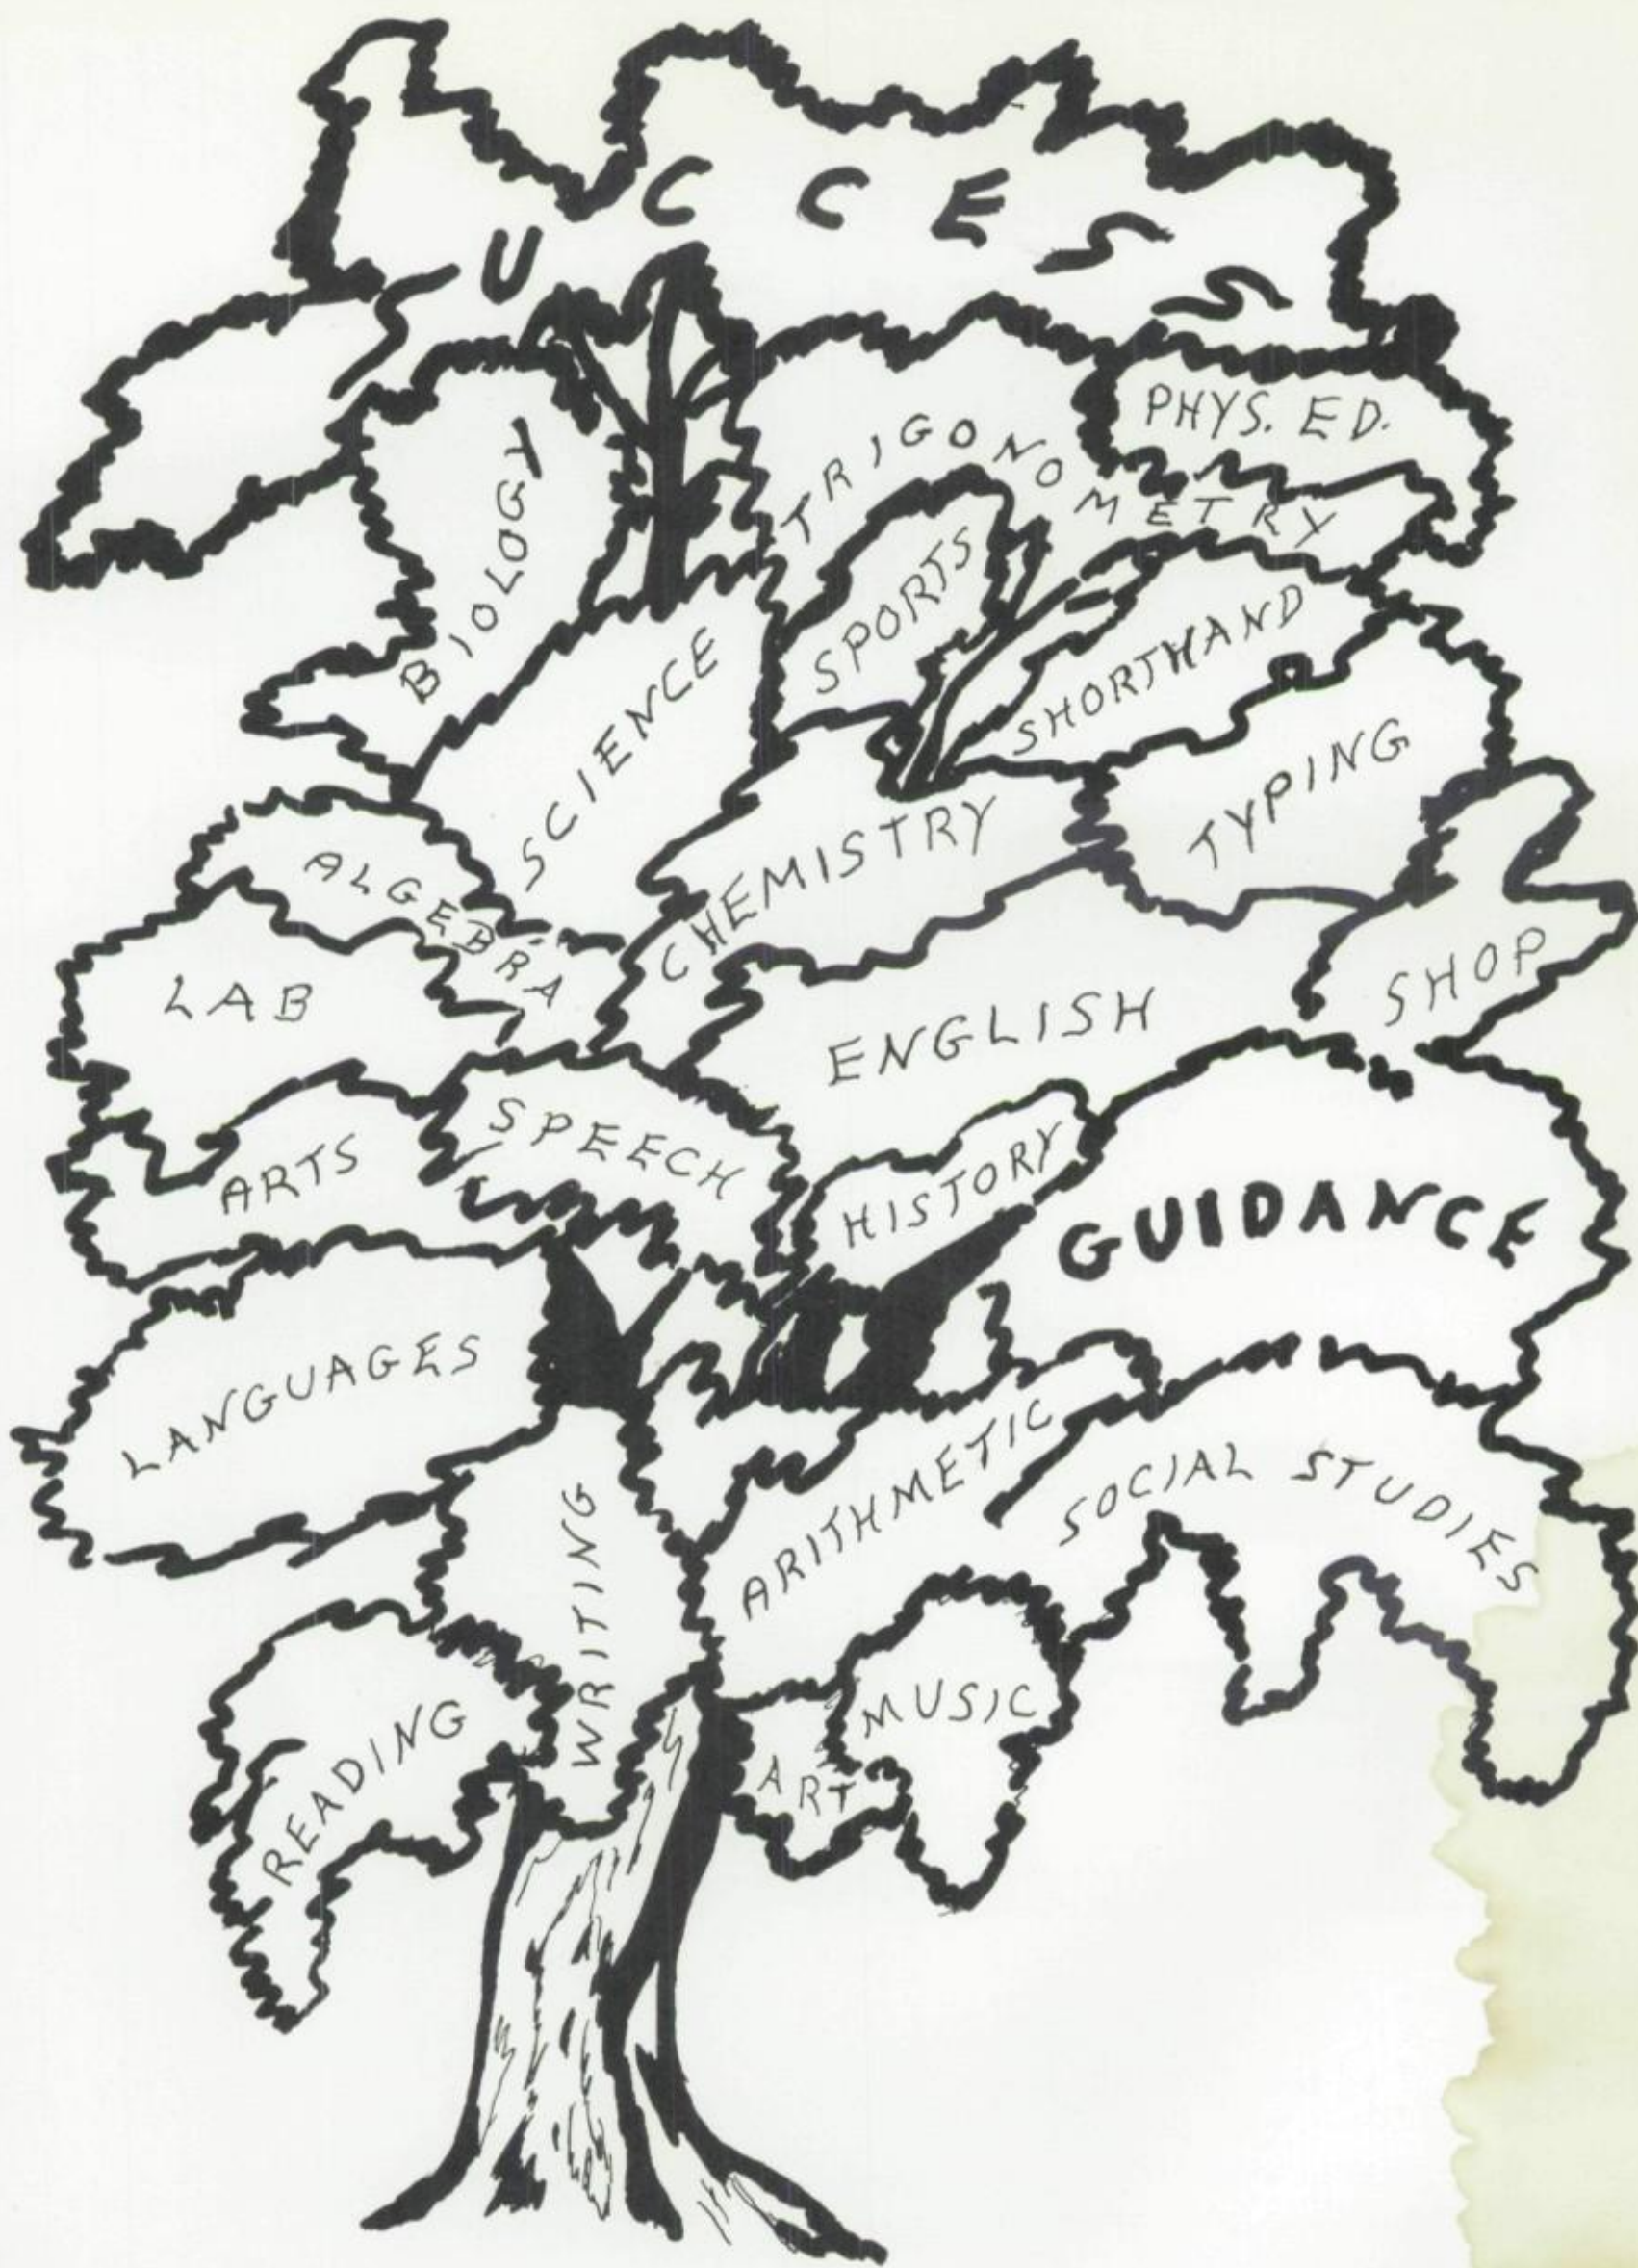 SUCCESS
PHYS. ED.
TRIGONOMETRY
BIOLOGY
SPORTS
SHORTHAND
SCIENCE
TYPING
CHEMISTRY
ALGEBRA
SHOP
LAB
ENGLISH
SPEECH
ARTS
HISTORY
GUIDANCE
LANGUAGES
ARITHMETIC
SOCIAL STUDIES
WRITING
MUSIC
READING
ART